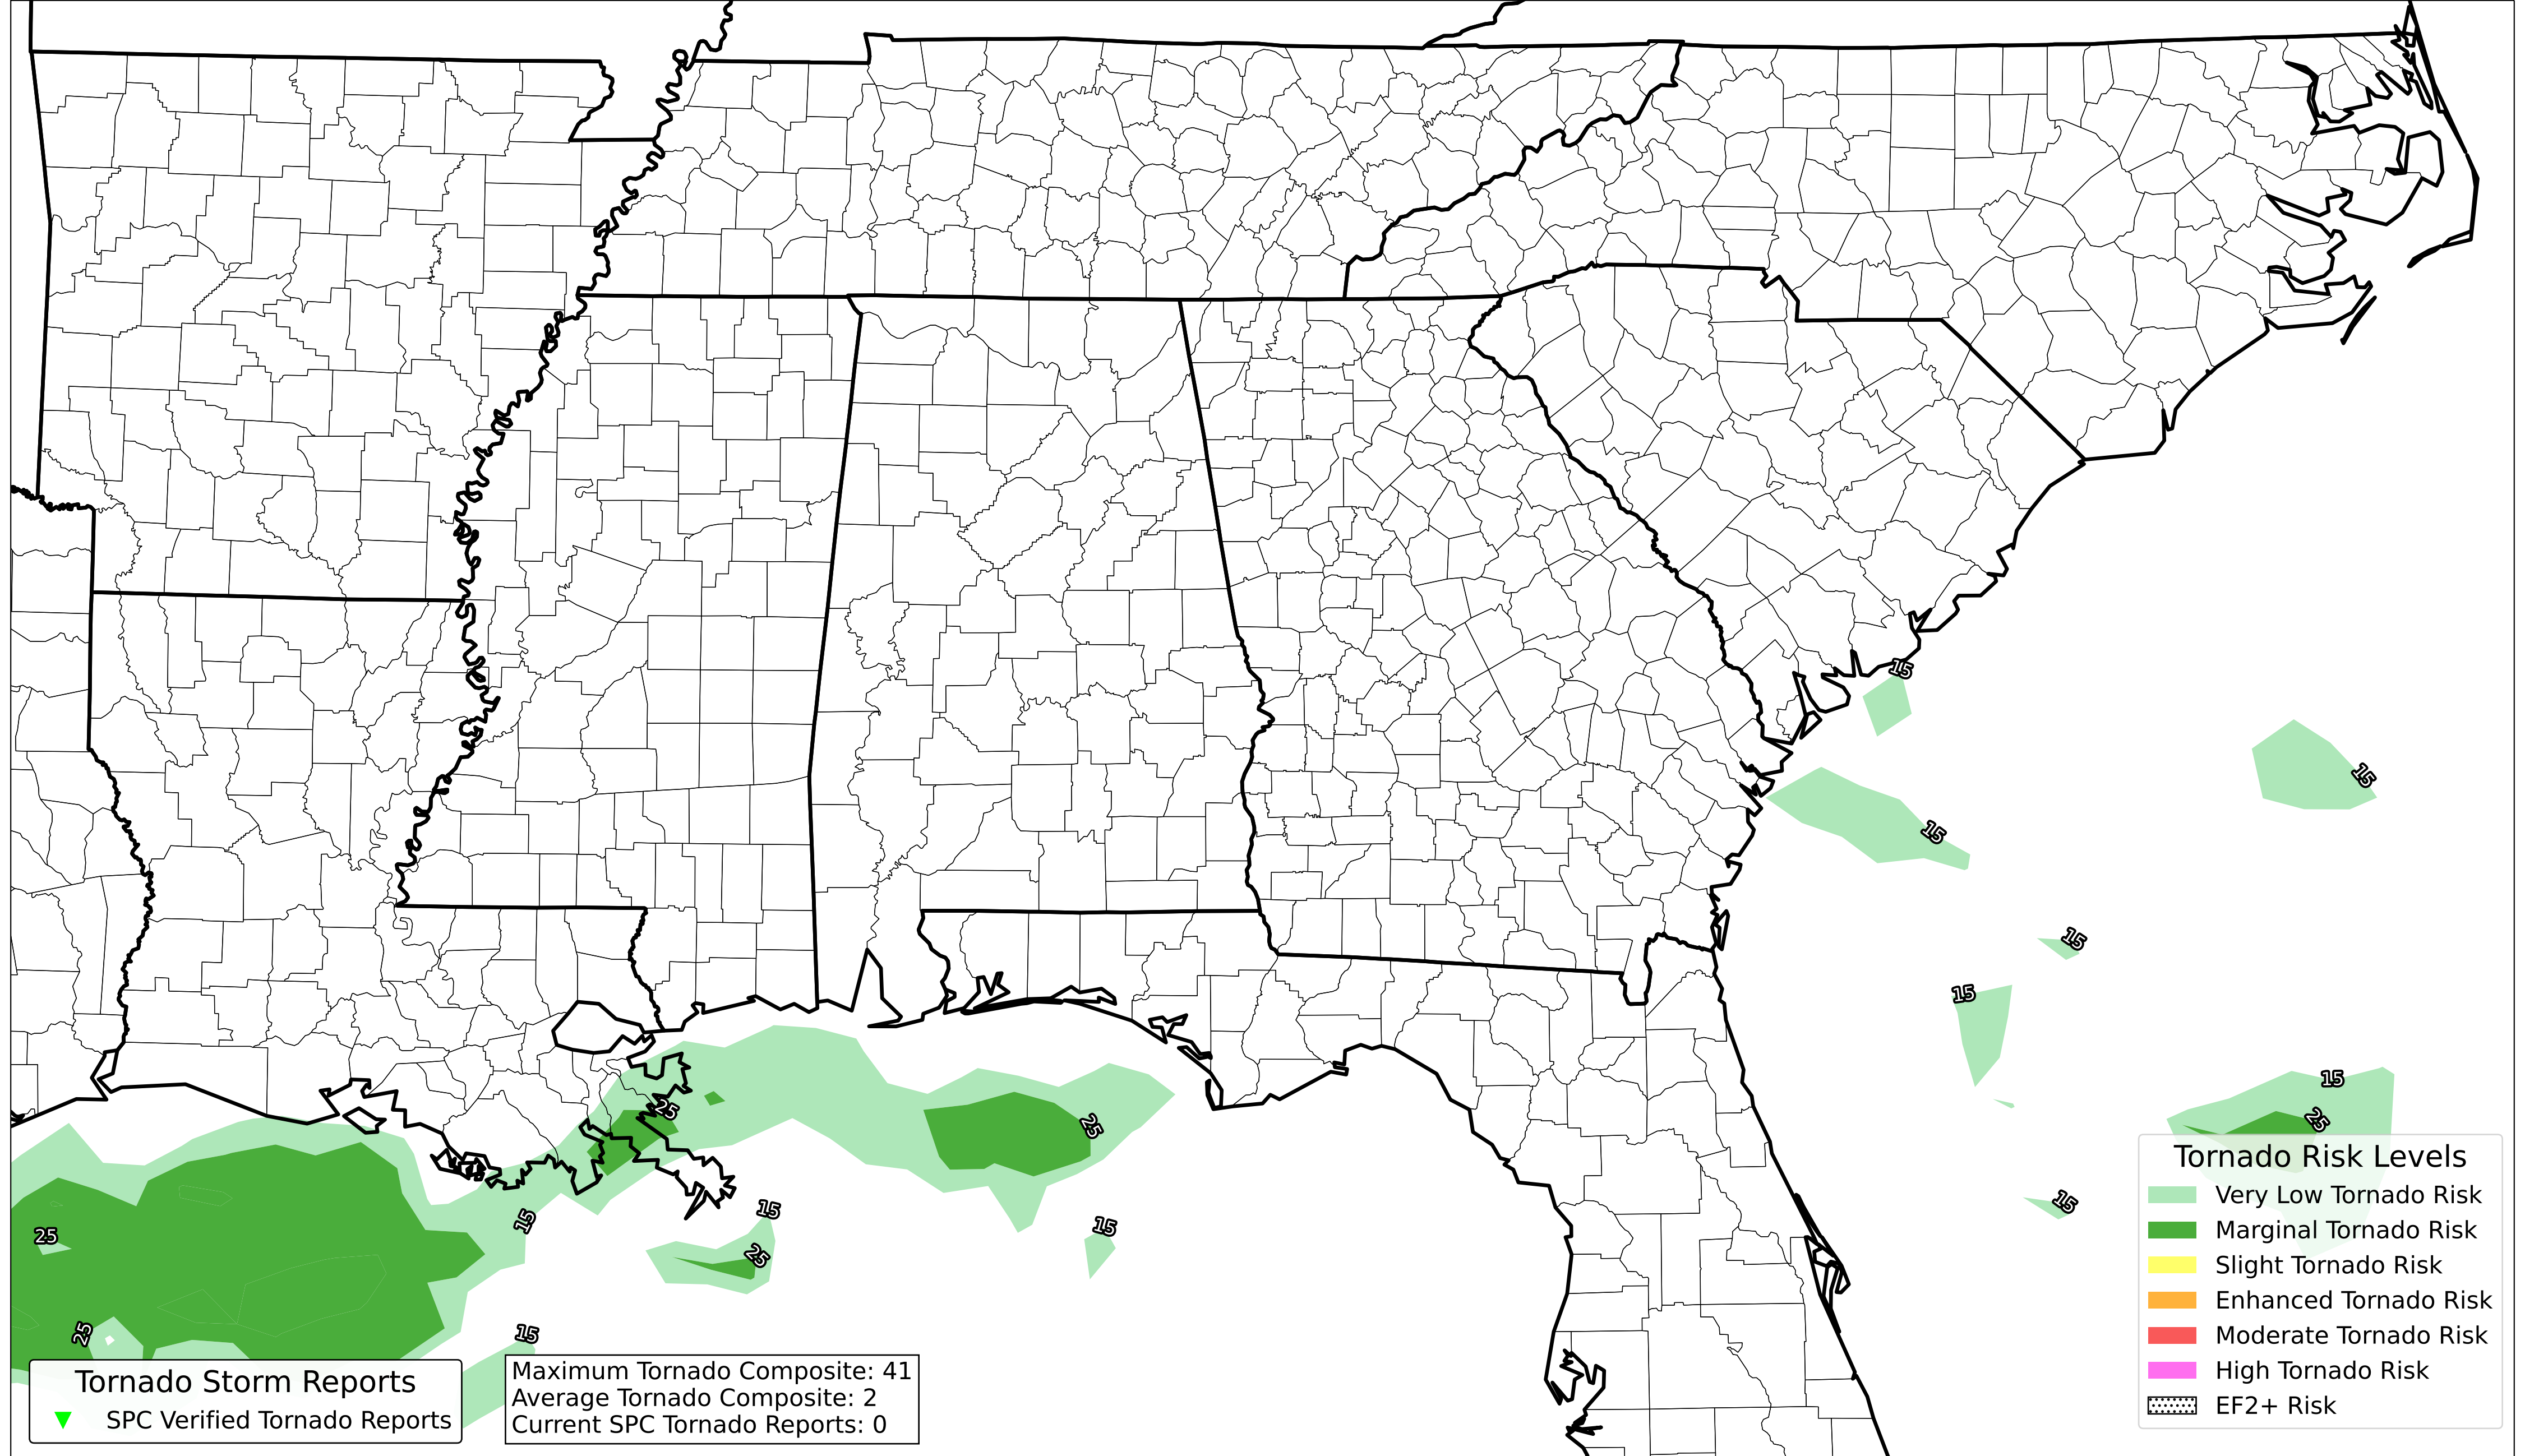 15
15
15
15
15
15
25
25
25
15
15
15
15
25
25
25
15
Tornado Risk Levels
Very Low Tornado Risk
Marginal Tornado Risk
Slight Tornado Risk
Enhanced Tornado Risk
Moderate Tornado Risk
High Tornado Risk
EF2+ Risk
Tornado Storm Reports
SPC Verified Tornado Reports
Maximum Tornado Composite: 41
Average Tornado Composite: 2
Current SPC Tornado Reports: 0